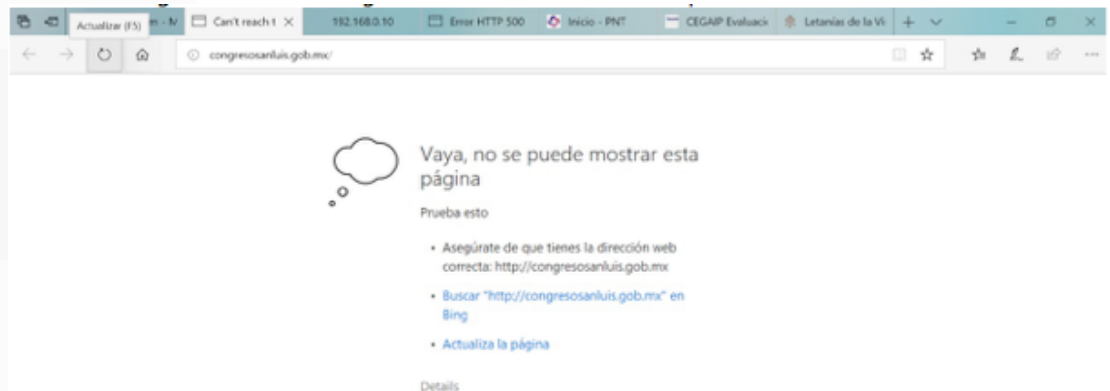 Actualizar (F5)
m - M
Can't reach t
192.168.0.10
Error HTTP 500
Inicio - PNT
CEGAIP Evaluació
Letanías de la Vi
congresosanluis.gob.mx/
Vaya, no se puede mostrar esta
página
Prueba esto
• Asegúrate de que tienes la dirección web
correcta: http://congresosanluis.gob.mx
• Buscar "http://congresosanluis.gob.mx" en
Bing
• Actualiza la página
Details